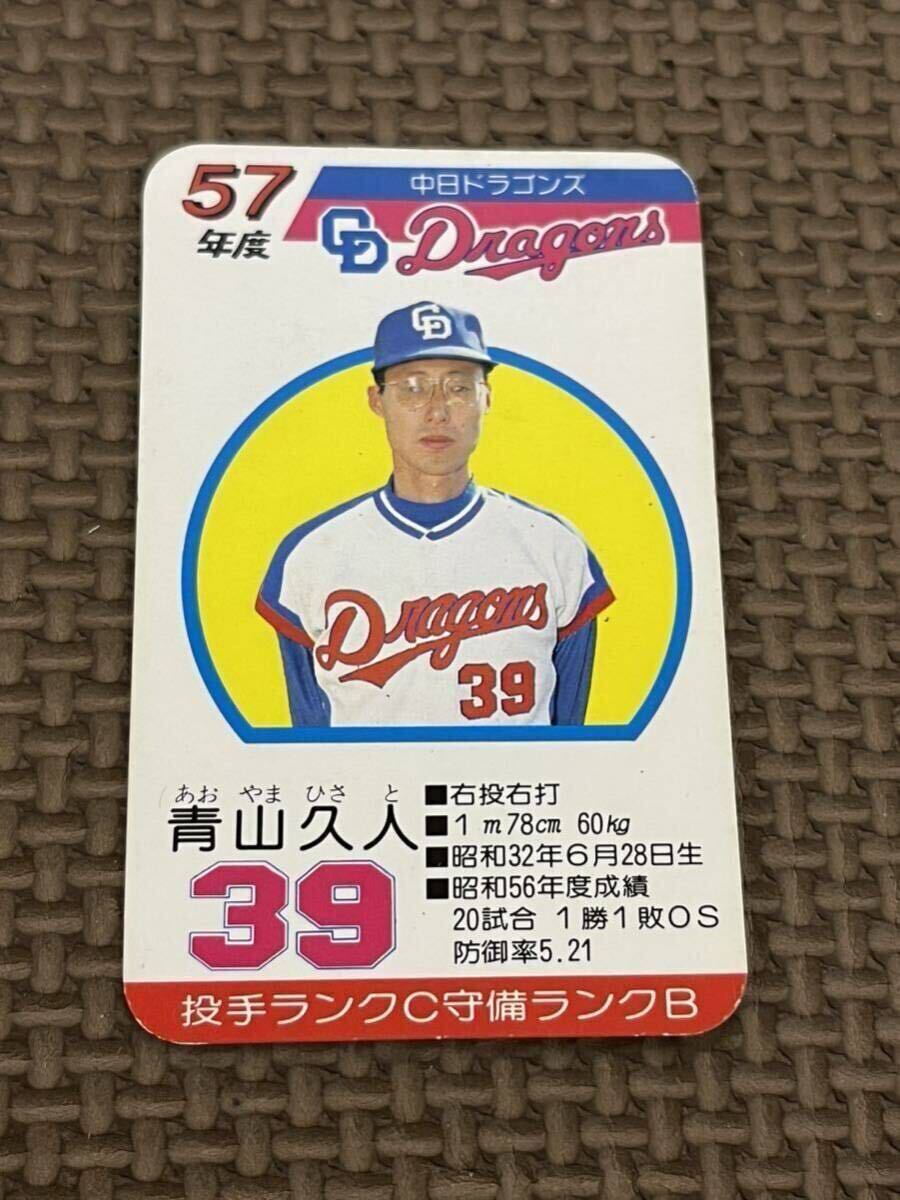 57
年度
中日ドラゴンズ
CD Dragons
CD
Dragons
39
あお やま ひさ と
青山久人
39
■右投右打
■1m78cm 60kg
■昭和32年6月28日生
■昭和56年度成績
20試合 1勝1敗0S
防御率5.21
投手ランクC守備ランクB